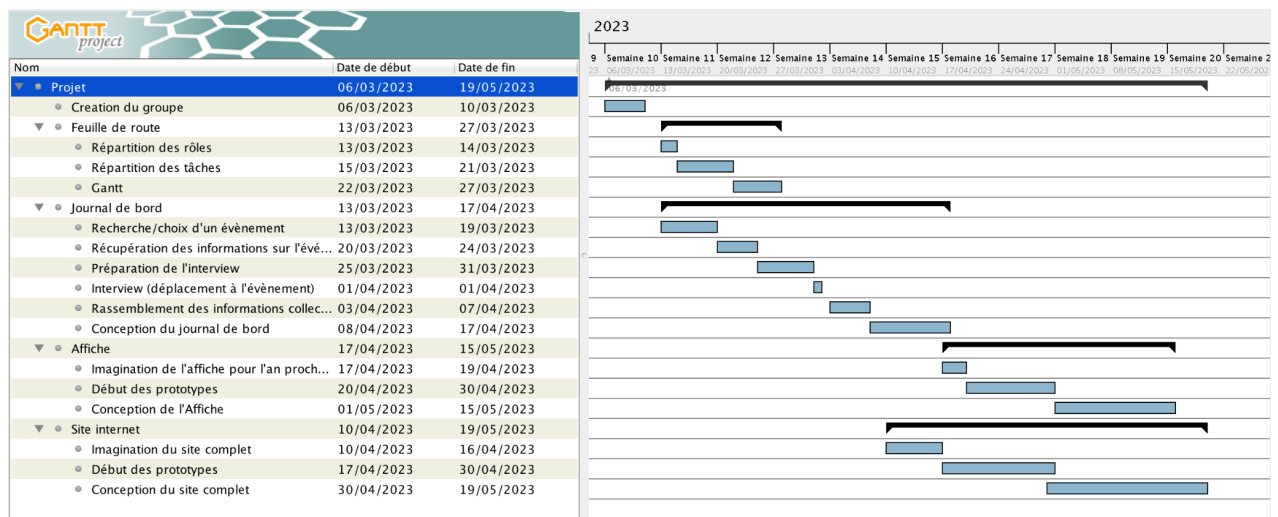 GANTT
project
2023
9 Semaine 10 Semaine 11 Semaine 12 Semaine 13 Semaine 14 Semaine 15 Semaine 16 Semaine 17 Semaine 18 Semaine 19 Semaine 20 Semaine 2
23 06/03/2023 13/03/2023 20/03/2023 27/03/2023 03/04/2023 10/04/2023 17/04/2023 24/04/2023 01/05/2023 08/05/2023 15/05/2023 22/05/202
Nom Date de début Date de fin
Projet 06/03/2023 19/05/2023 06/03/2023
Creation du groupe 06/03/2023 10/03/2023
Feuille de route 13/03/2023 27/03/2023
Répartition des rôles 13/03/2023 14/03/2023
Répartition des tâches 15/03/2023 21/03/2023
Gantt 22/03/2023 27/03/2023
Journal de bord 13/03/2023 17/04/2023
Recherche/choix d'un évènement 13/03/2023 19/03/2023
Récupération des informations sur l'évé... 20/03/2023 24/03/2023
Préparation de l'interview 25/03/2023 31/03/2023
Interview (déplacement à l'évènement) 01/04/2023 01/04/2023
Rassemblement des informations collec... 03/04/2023 07/04/2023
Conception du journal de bord 08/04/2023 17/04/2023
Affiche 17/04/2023 15/05/2023
Imagination de l'affiche pour l'an proch... 17/04/2023 19/04/2023
Début des prototypes 20/04/2023 30/04/2023
Conception de l'Affiche 01/05/2023 15/05/2023
Site internet 10/04/2023 19/05/2023
Imagination du site complet 10/04/2023 16/04/2023
Début des prototypes 17/04/2023 30/04/2023
Conception du site complet 30/04/2023 19/05/2023